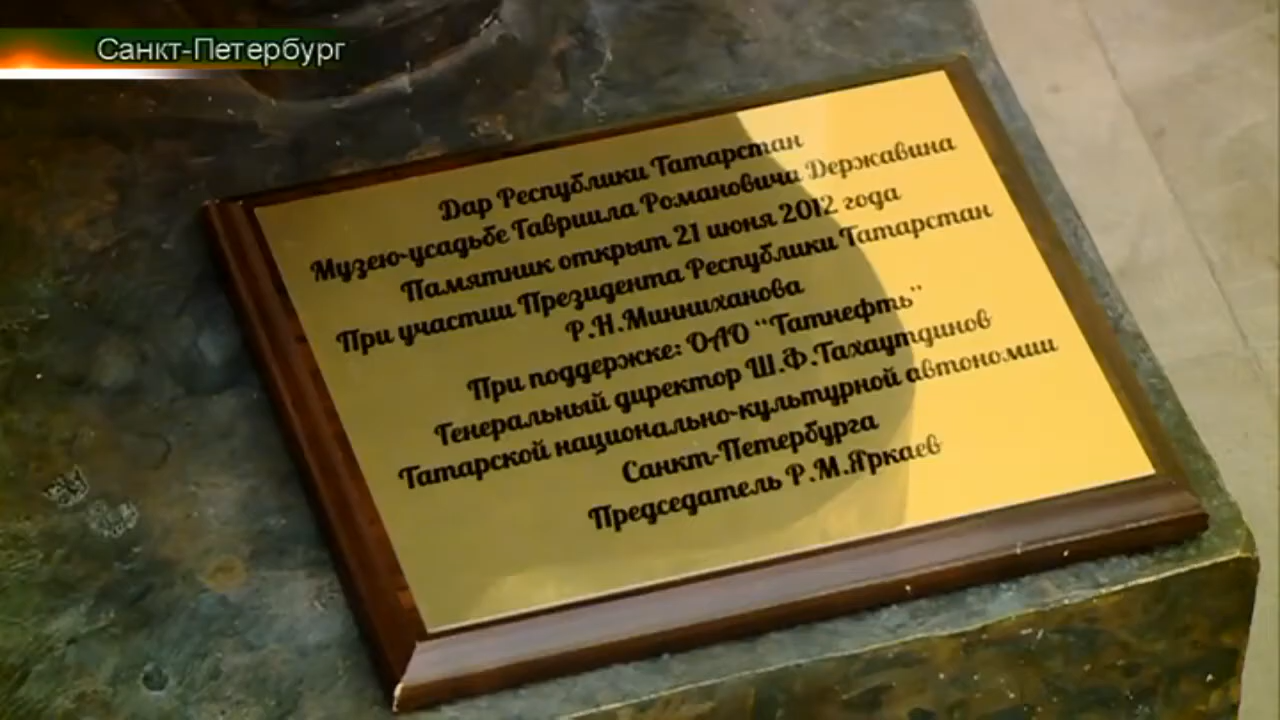 Санкт-Петербург
Дар Республики Татарстан
Музею-усадьбе Гавриила Романовича Державина
Памятник открыт 21 июня 2012 года
При участии Президента Республики Татарстан
Р.Н.Минниханова
При поддержке: ОАО “Татнефть”
Генеральный директор Ш.Ф.Тахаутдинов
Татарской национально-культурной автономии
Санкт-Петербурга
Председатель Р.М.Яркаев